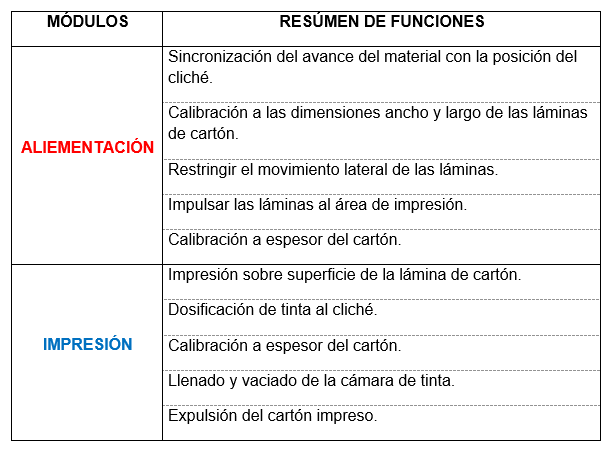 MÓDULOS
RESÚMEN DE FUNCIONES
ALIEMENTACIÓN
Sincronización del avance del material con la posición del
cliché.
Calibración a las dimensiones ancho y largo de las láminas
de cartón.
Restringir el movimiento lateral de las láminas.
Impulsar las láminas al área de impresión.
Calibración a espesor del cartón.
IMPRESIÓN
Impresión sobre superficie de la lámina de cartón.
Dosificación de tinta al cliché.
Calibración a espesor del cartón.
Llenado y vaciado de la cámara de tinta.
Expulsión del cartón impreso.